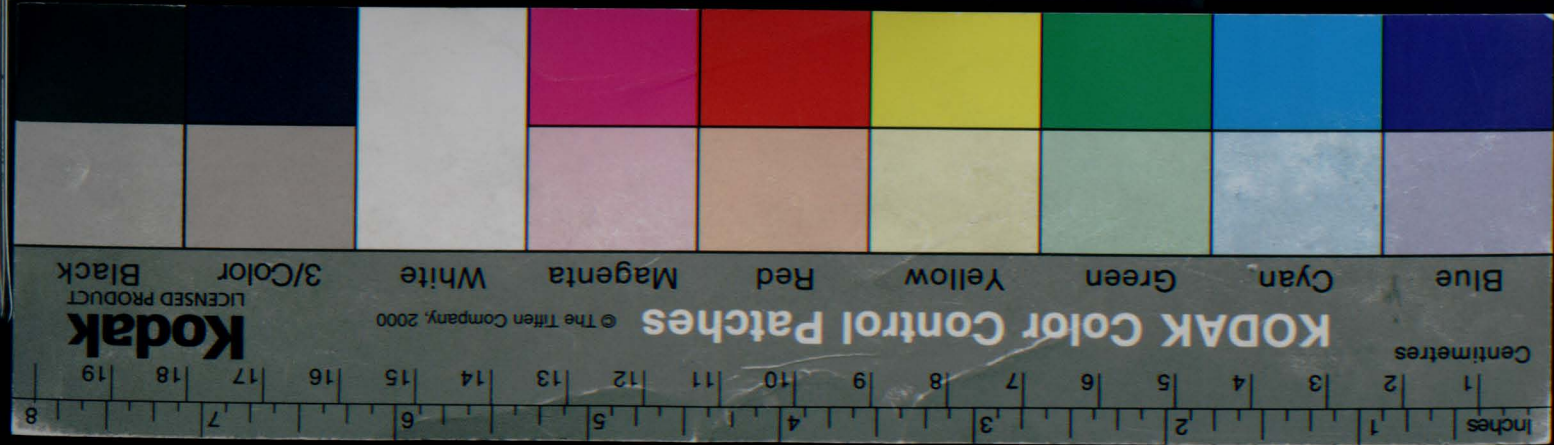 Inches 1 2 3 4 5 6 7 8
Centimetres 1 2 3 4 5 6 7 8 9 10 11 12 13 14 15 16 17 18 19
KODAK Color Control Patches © The Tiffen Company, 2000 Kodak
LICENSED PRODUCT
Blue Cyan Green Yellow Red Magenta White 3/Color Black